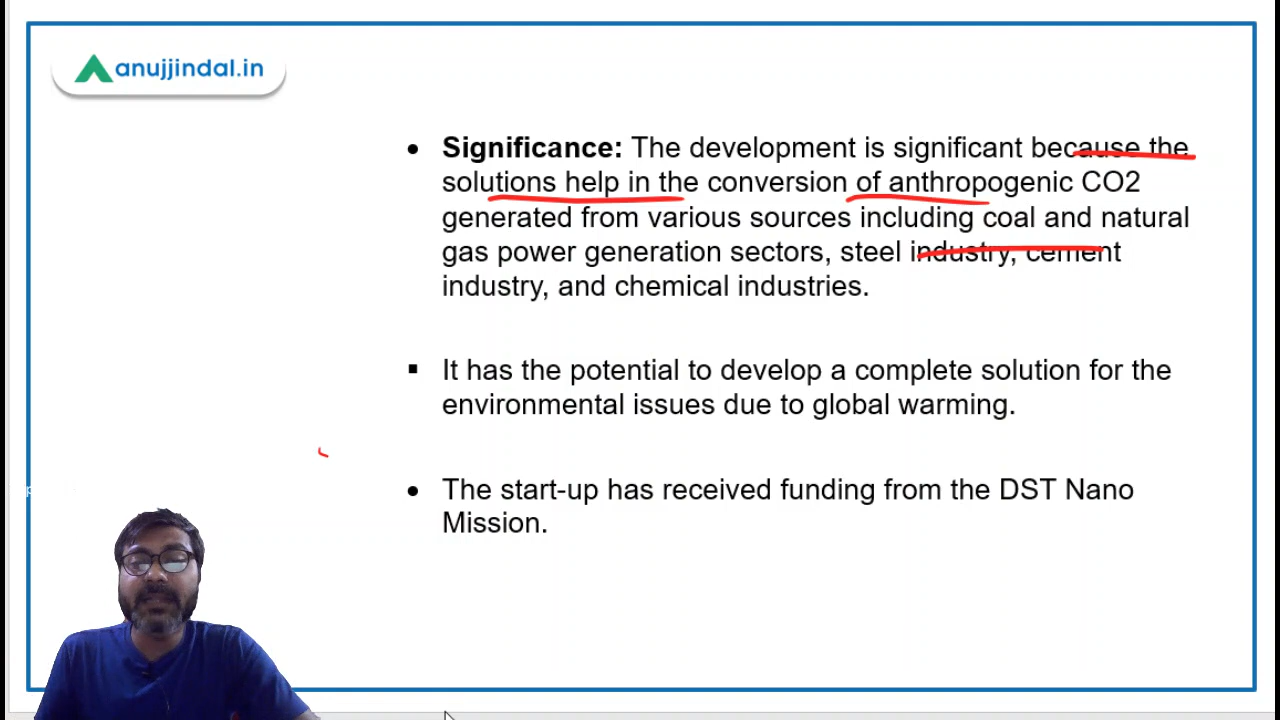 anujjindal.in
• Significance: The development is significant because the
solutions help in the conversion of anthropogenic CO2
generated from various sources including coal and natural
gas power generation sectors, steel industry, cement
industry, and chemical industries.
▪ It has the potential to develop a complete solution for the
environmental issues due to global warming.
• The start-up has received funding from the DST Nano
Mission.